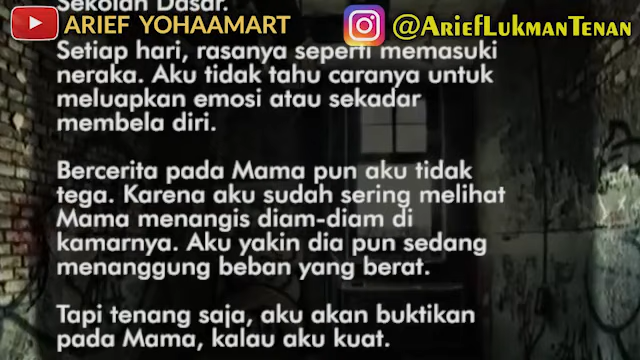 Sekolah Dasar.
ARIEF YOHAAMART
@AriefLukmanTenan
Setiap hari, rasanya seperti memasuki
neraka. Aku tidak tahu caranya untuk
meluapkan emosi atau sekadar
membela diri.
Bercerita pada Mama pun aku tidak
tega. Karena aku sudah sering melihat
Mama menangis diam-diam di
kamarnya. Aku yakin dia pun sedang
menanggung beban yang berat.
Tapi tenang saja, aku akan buktikan
pada Mama, kalau aku kuat.